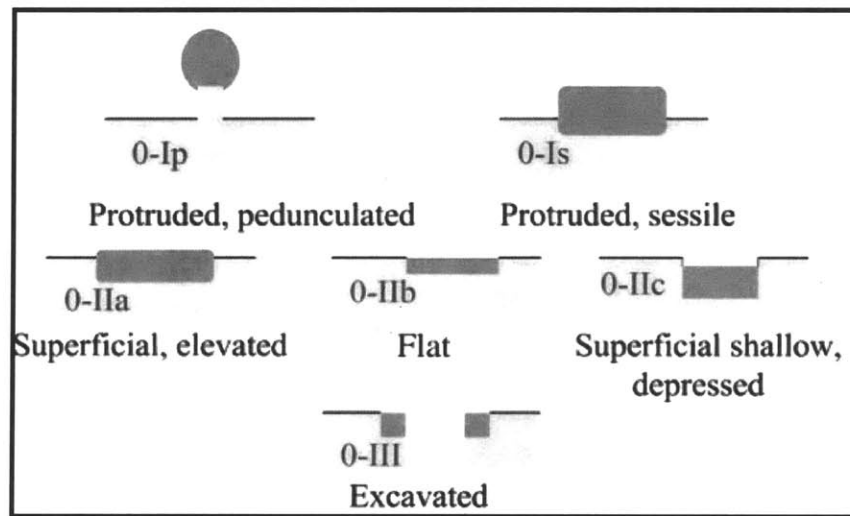 0-Ip
0-Is
Protruded, pedunculated
Protruded, sessile
0-IIa
0-IIb
0-IIc
Superficial, elevated
Flat
Superficial shallow,
depressed
0-III
Excavated